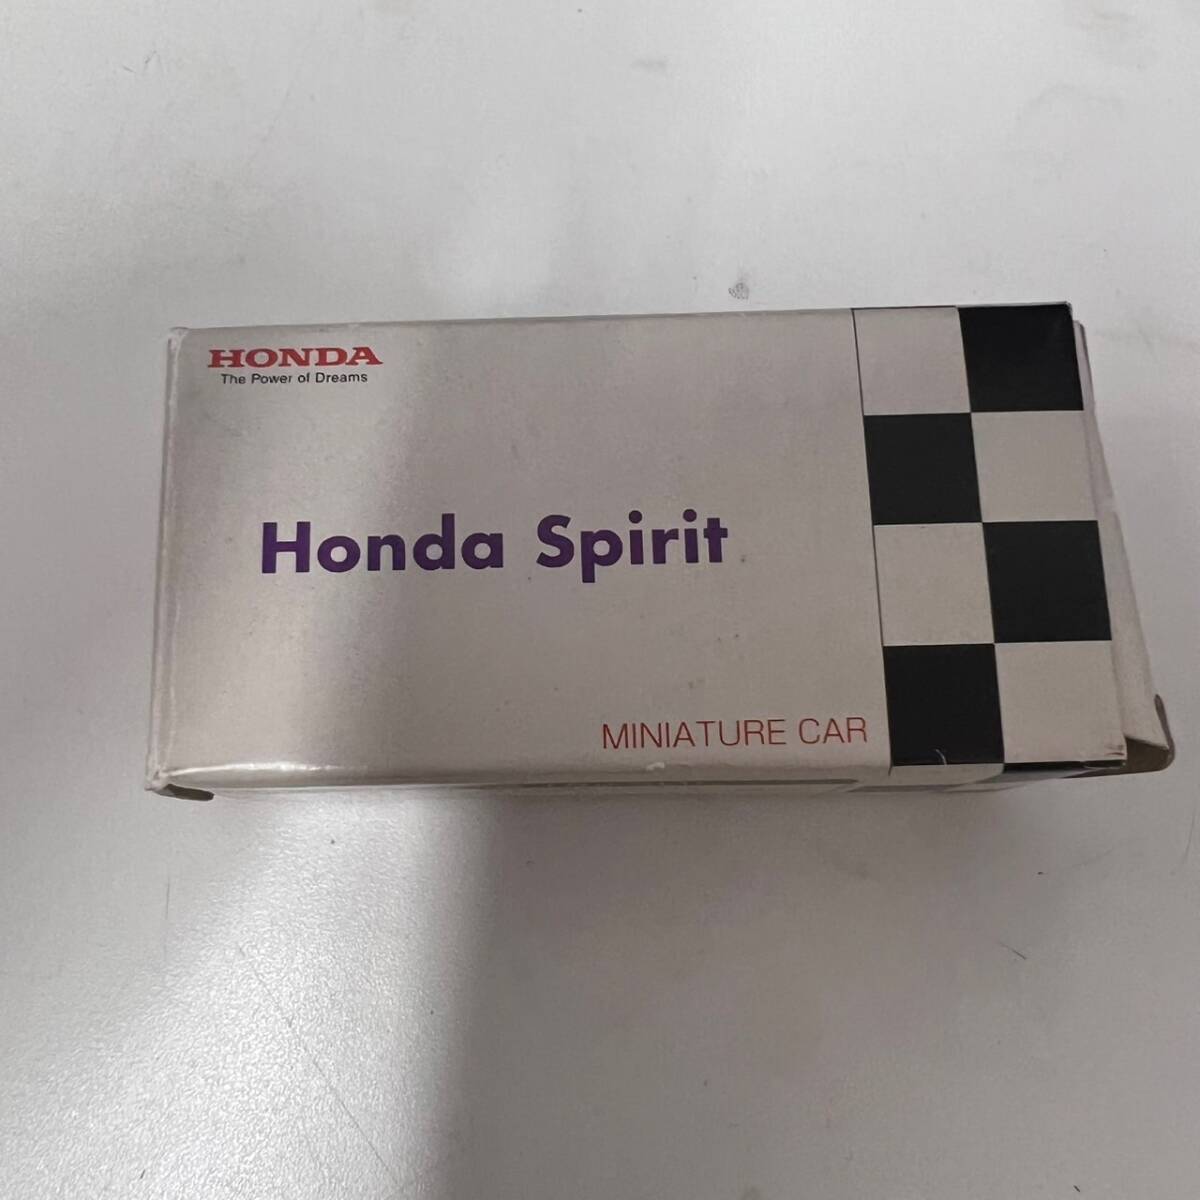 HONDA
The Power of Dreams
Honda Spirit
MINIATURE CAR